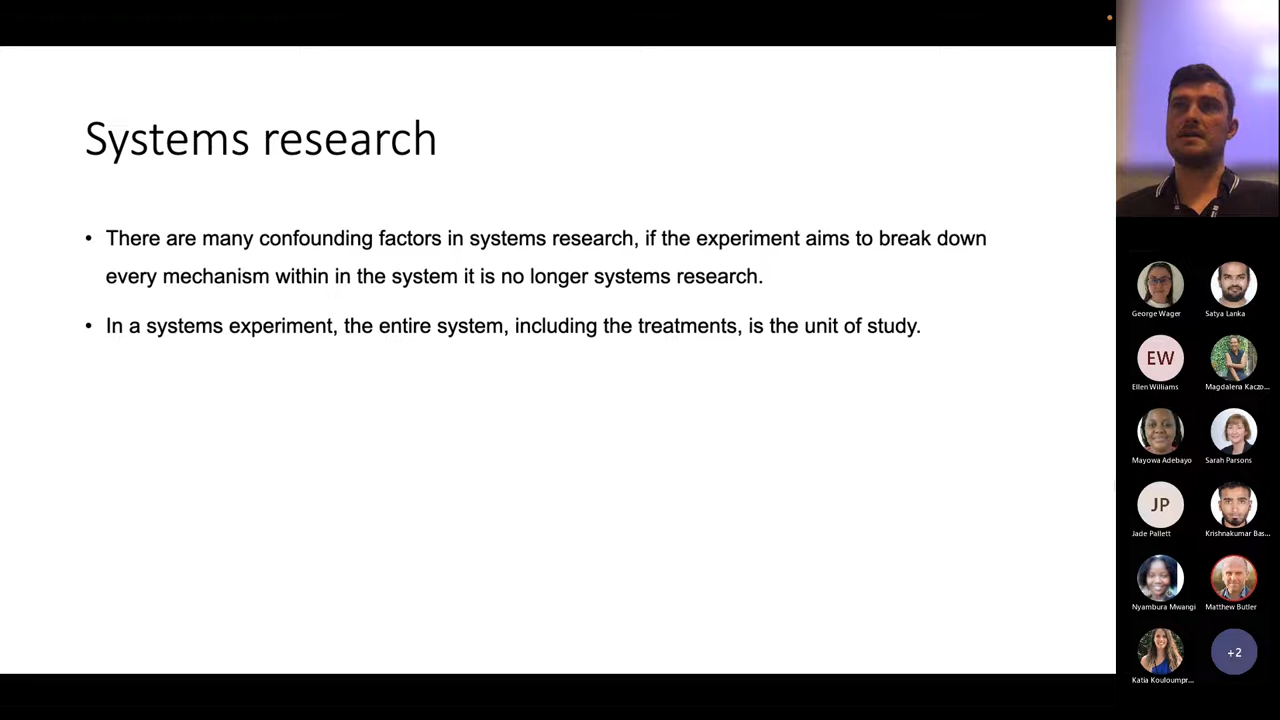 Systems research
• There are many confounding factors in systems research, if the experiment aims to break down
every mechanism within in the system it is no longer systems research.
• In a systems experiment, the entire system, including the treatments, is the unit of study.
George Wager
Satya Lanka
EW
Ellen Williams
Magdalena Kaczo...
Mayowa Adebayo
Sarah Parsons
JP
Jade Pallett
Krishnakumar Bas...
Nyambura Mwangi
Matthew Butler
Katia Kouloumpr...
+2